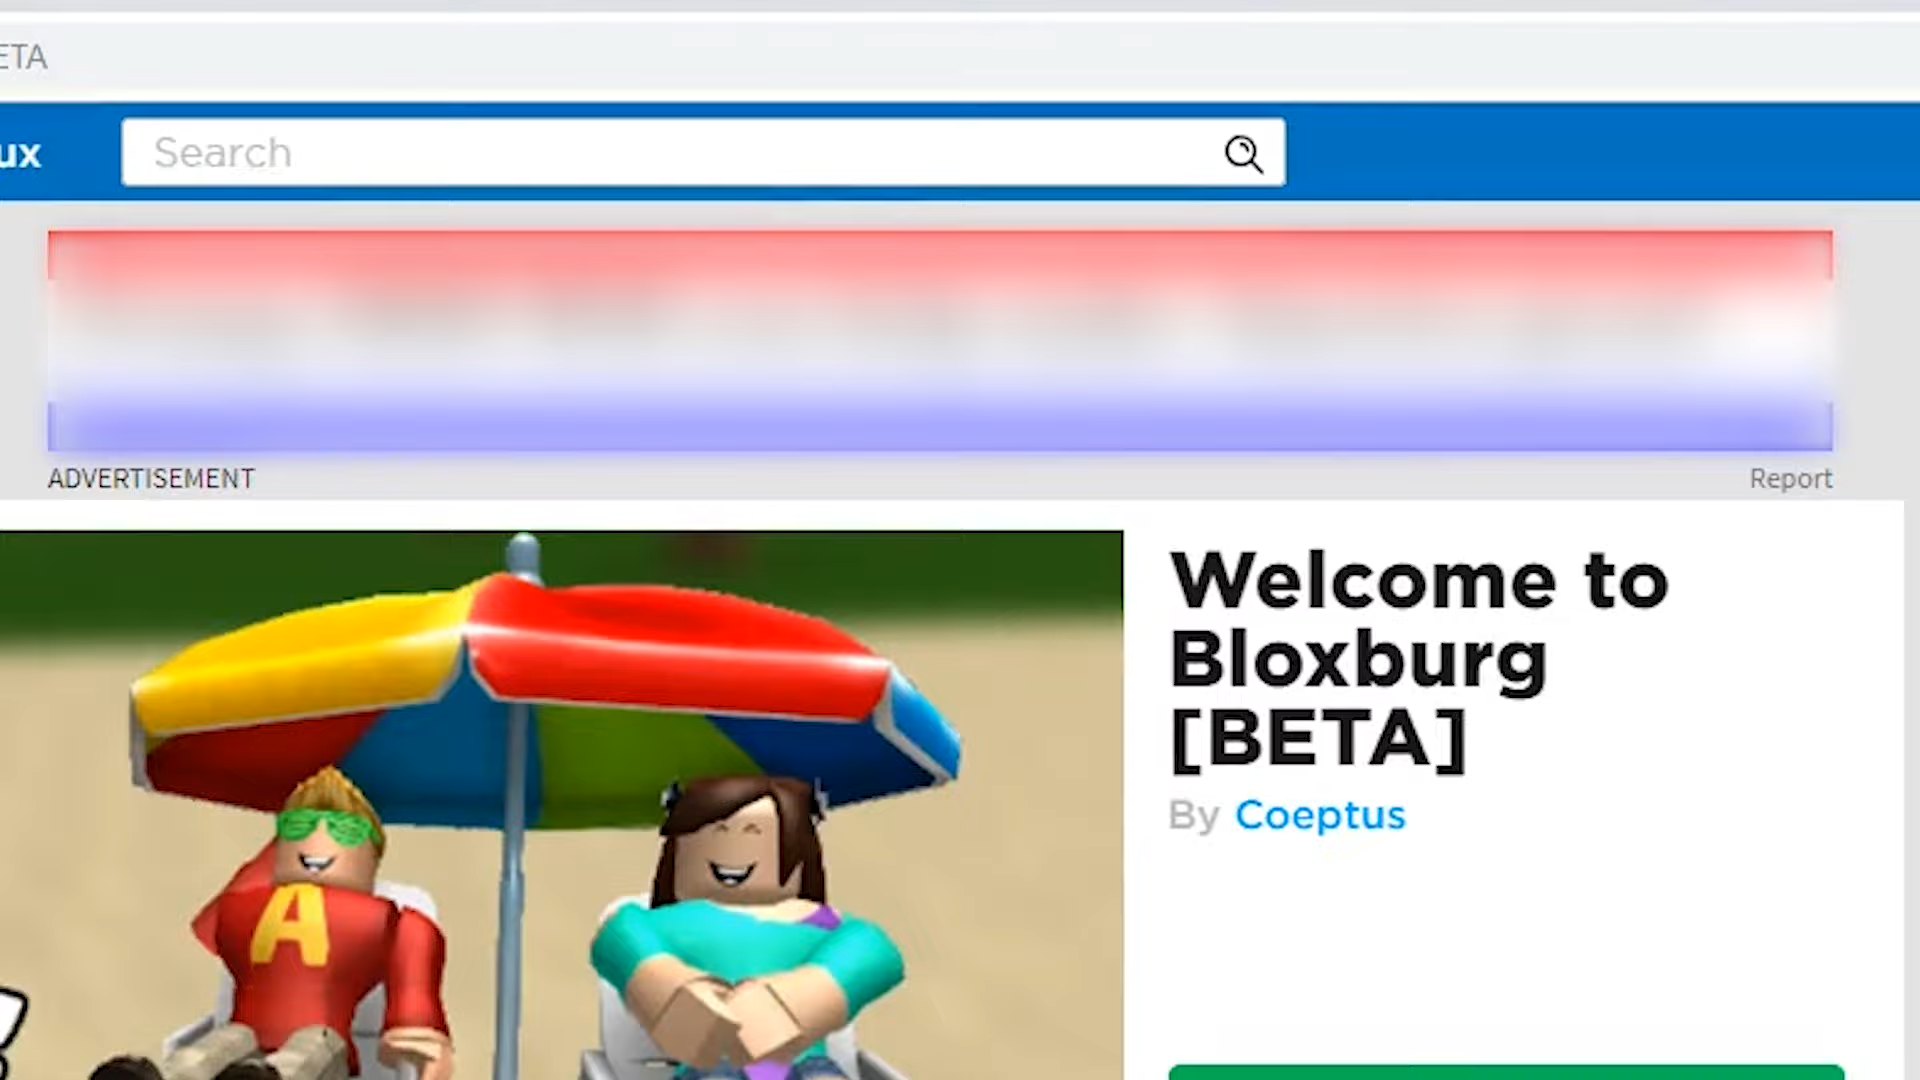 ETA
ux
Search
ADVERTISEMENT
Report
Welcome to
Bloxburg
[BETA]
By Coeptus
A